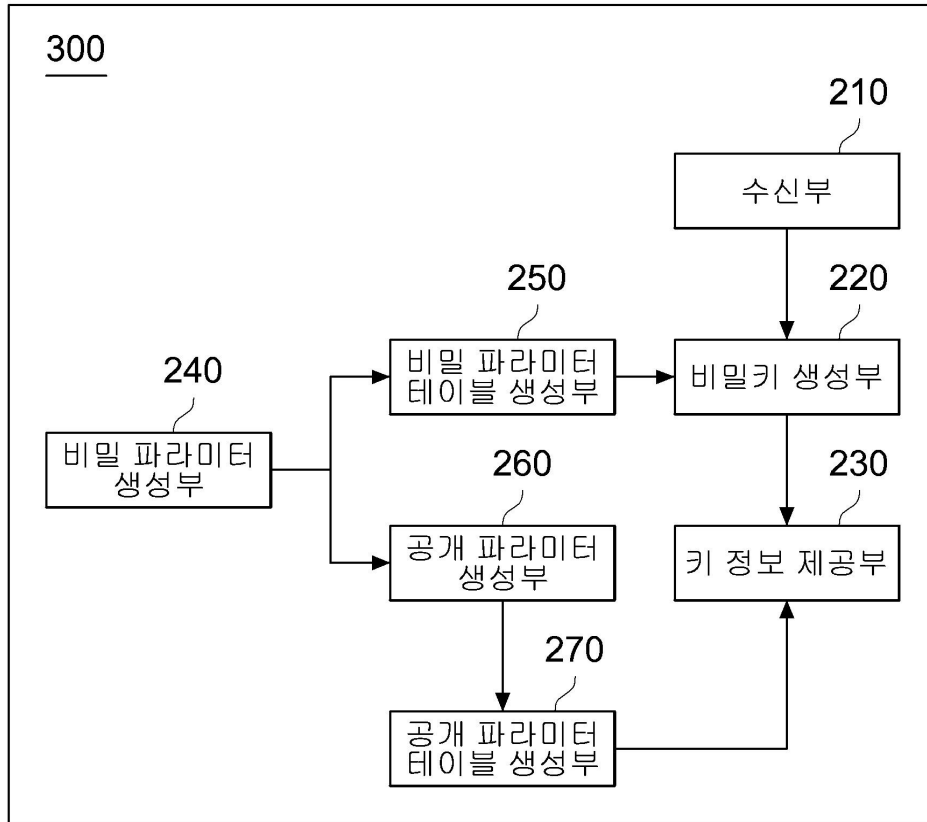 300
210
수신부
250
220
비밀 파라미터
테이블 생성부
비밀키 생성부
240
비밀 파라미터
생성부
260
230
공개 파라미터
생성부
키 정보 제공부
270
공개 파라미터
테이블 생성부